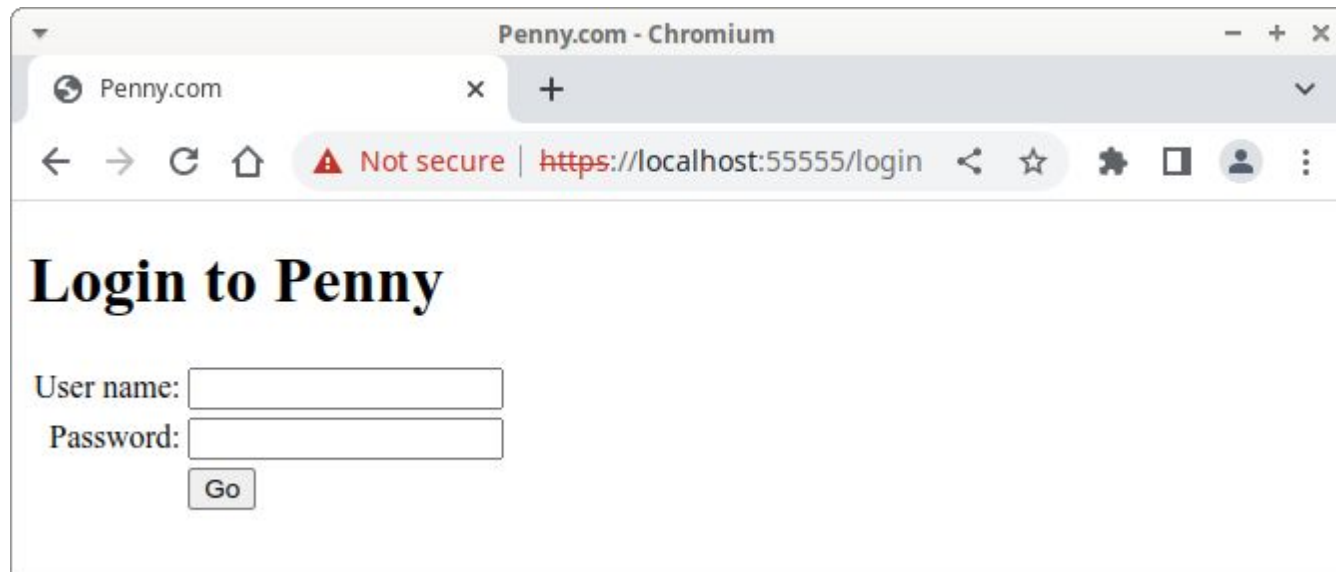 Penny.com - Chromium
Penny.com
Not secure | https://localhost:55555/login
Login to Penny
User name:
Password:
Go